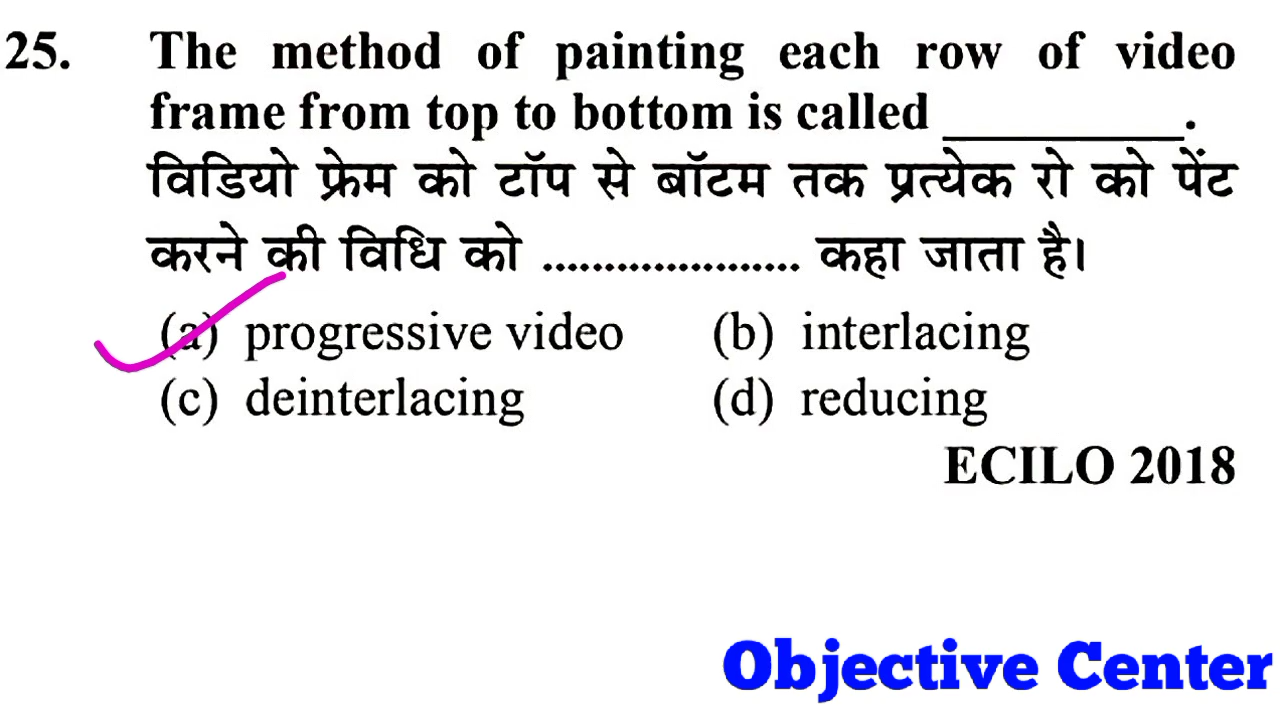 25. The method of painting each row of video
frame from top to bottom is called __________.
विडियो फ्रेम को टॉप से बॉटम तक प्रत्येक रो को पेंट
करने की विधि को ..................... कहा जाता है।
(a) progressive video (b) interlacing
(c) deinterlacing (d) reducing
ECILO 2018
Objective Center